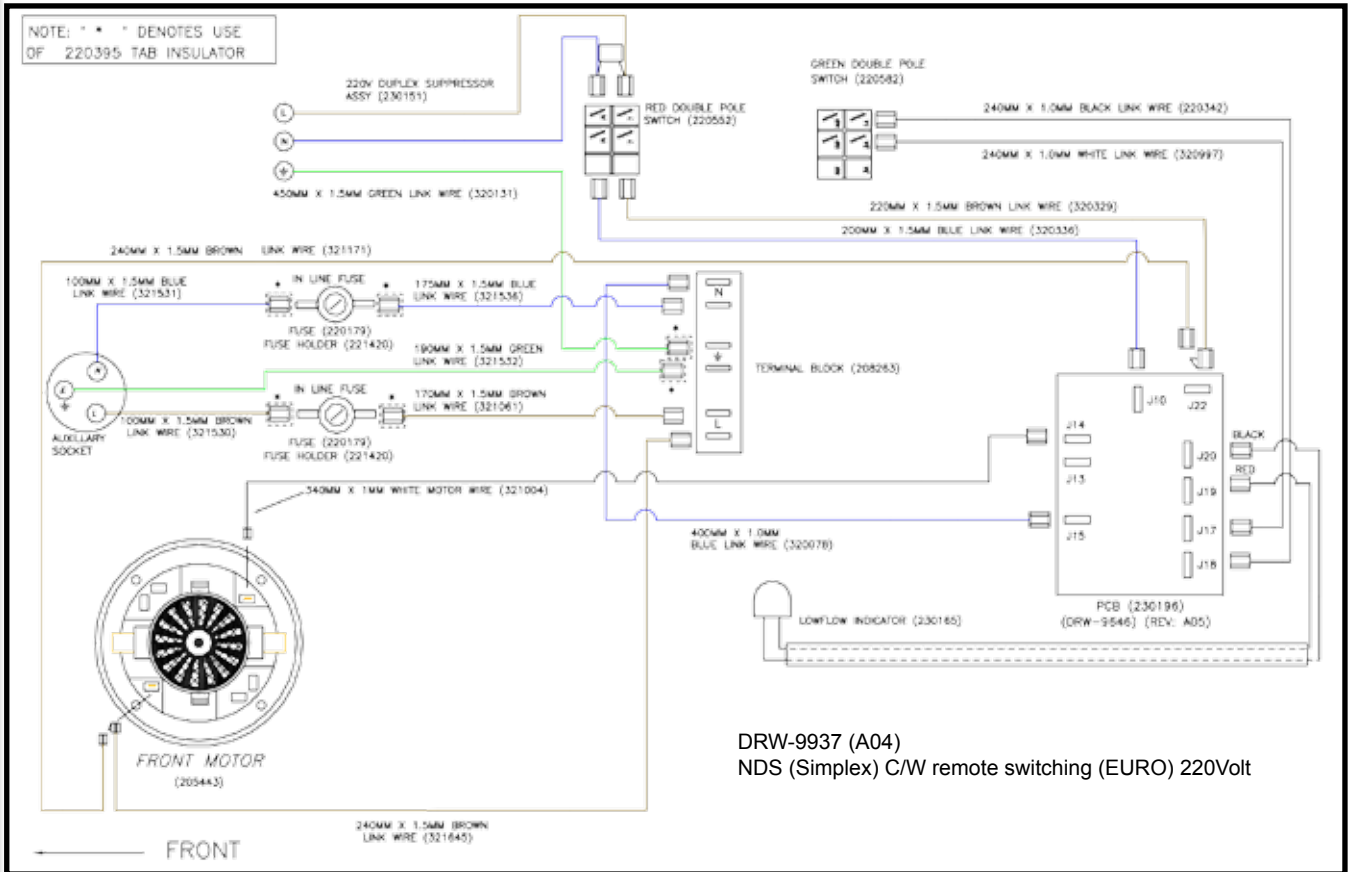 NOTE: " * " DENOTES USE
OF 220395 TAB INSULATOR
220V DUPLEX SUPPRESSOR
ASSY (230151)
L
N
RED DOUBLE POLE
SWITCH (220552)
GREEN DOUBLE POLE
SWITCH (220582)
240MM X 1.0MM BLACK LINK WIRE (220342)
240MM X 1.0MM WHITE LINK WIRE (320997)
450MM X 1.5MM GREEN LINK WIRE (320131)
220MM X 1.5MM BROWN LINK WIRE (320329)
200MM X 1.5MM BLUE LINK WIRE (320336)
240MM X 1.5MM BROWN LINK WIRE (321171)
100MM X 1.5MM BLUE
LINK WIRE (321531)
* IN LINE FUSE *
175MM X 1.5MM BLUE
LINK WIRE (321536)
N
FUSE (220179)
FUSE HOLDER (221420)
190MM X 1.5MM GREEN
LINK WIRE (321532)
*
TERMINAL BLOCK (208263)
N
E
L
AUXILLARY
SOCKET
* IN LINE FUSE *
170MM X 1.5MM BROWN
LINK WIRE (321061)
*
L
100MM X 1.5MM BROWN
LINK WIRE (321530)
FUSE (220179)
FUSE HOLDER (221420)
J10
J22
J14
J13
J15
BLACK
J20
RED
J19
J17
J18
340MM X 1MM WHITE MOTOR WIRE (321004)
400MM X 1.0MM
BLUE LINK WIRE (320078)
PCB (230196)
(DRW-9546) (REV: A05)
LOWFLOW INDICATOR (230165)
FRONT MOTOR
(205443)
240MM X 1.5MM BROWN
LINK WIRE (321645)
FRONT
DRW-9937 (A04)
NDS (Simplex) C/W remote switching (EURO) 220Volt